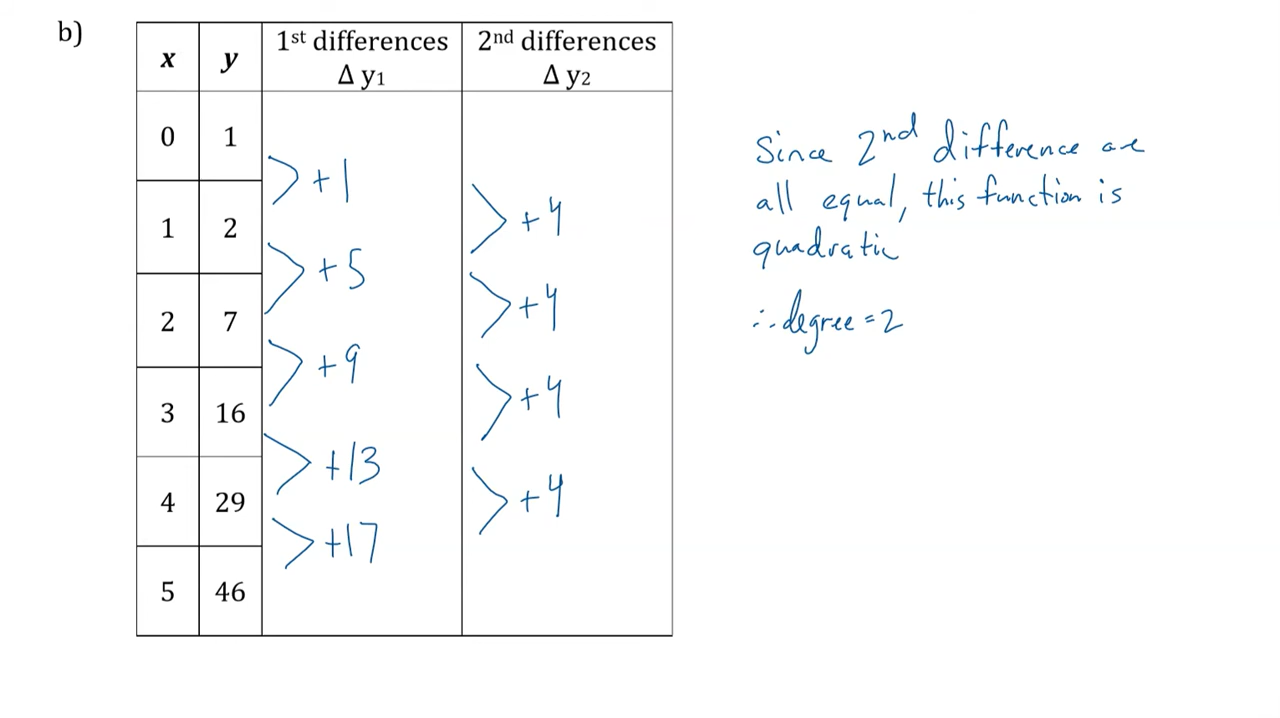 b)
x y 1st differences Δ y1 2nd differences Δ y2
0 1
+1
1 2 +4
+5
2 7 +4
+9
3 16 +4
+13
4 29 +4
+17
5 46
Since 2nd difference are
all equal, this function is
quadratic
∴ degree = 2